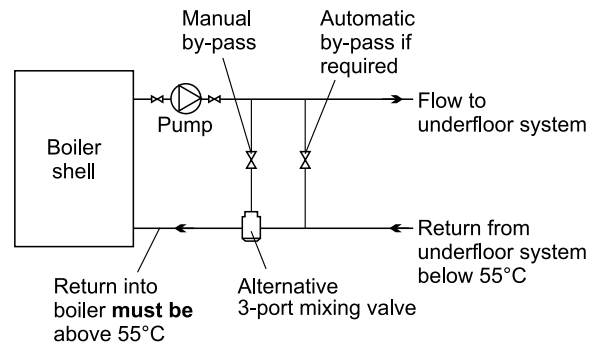 Manual
by-pass
Automatic
by-pass if
required
Pump
Flow to
underfloor system
Boiler
shell
Return from
underfloor system
below 55°C
Return into
boiler must be
above 55°C
Alternative
3-port mixing valve